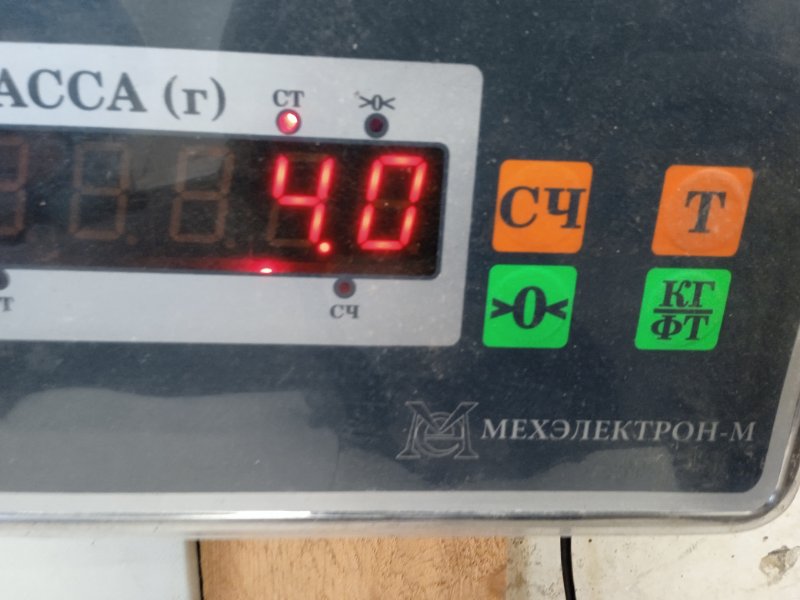 АССА (г)
СТ >0<
4.0
СЧ Т
>0< КГ
ФТ
Т СЧ
МЕХЭЛЕКТРОН-М